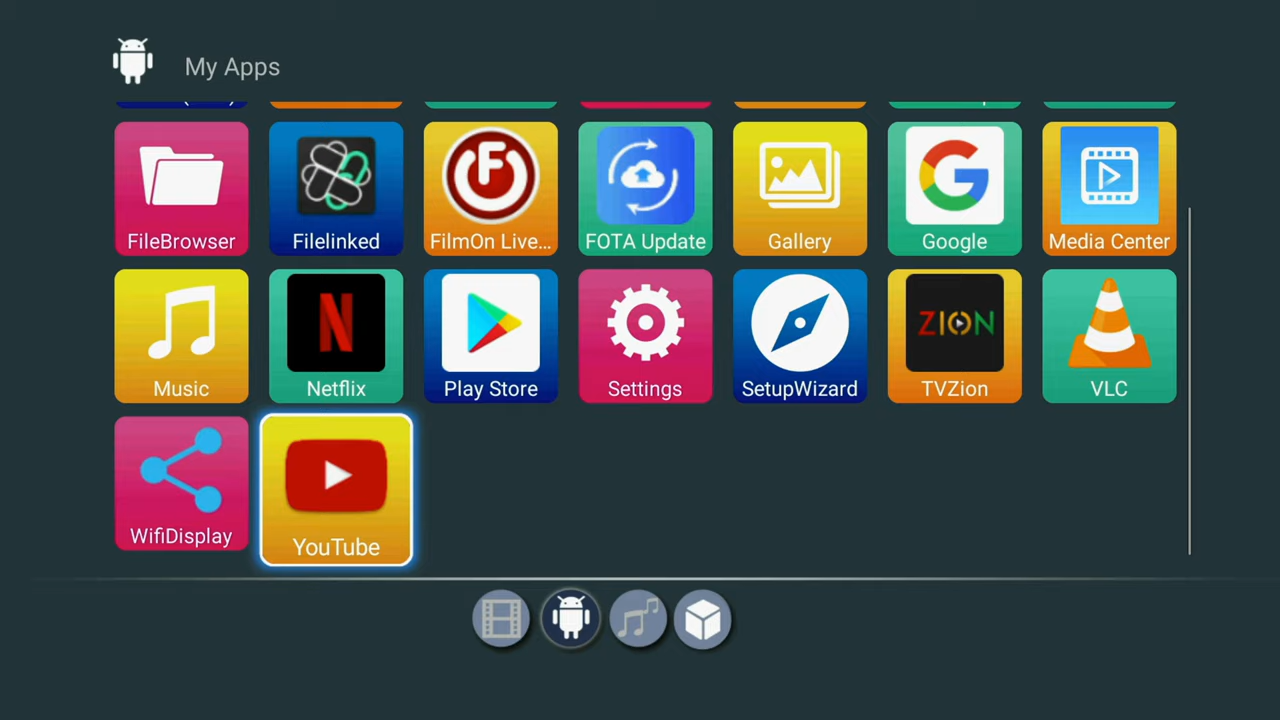 My Apps
FileBrowser
Filelinked
FilmOn Live...
FOTA Update
Gallery
Google
Media Center
Music
Netflix
Play Store
Settings
SetupWizard
TVZion
VLC
WifiDisplay
YouTube